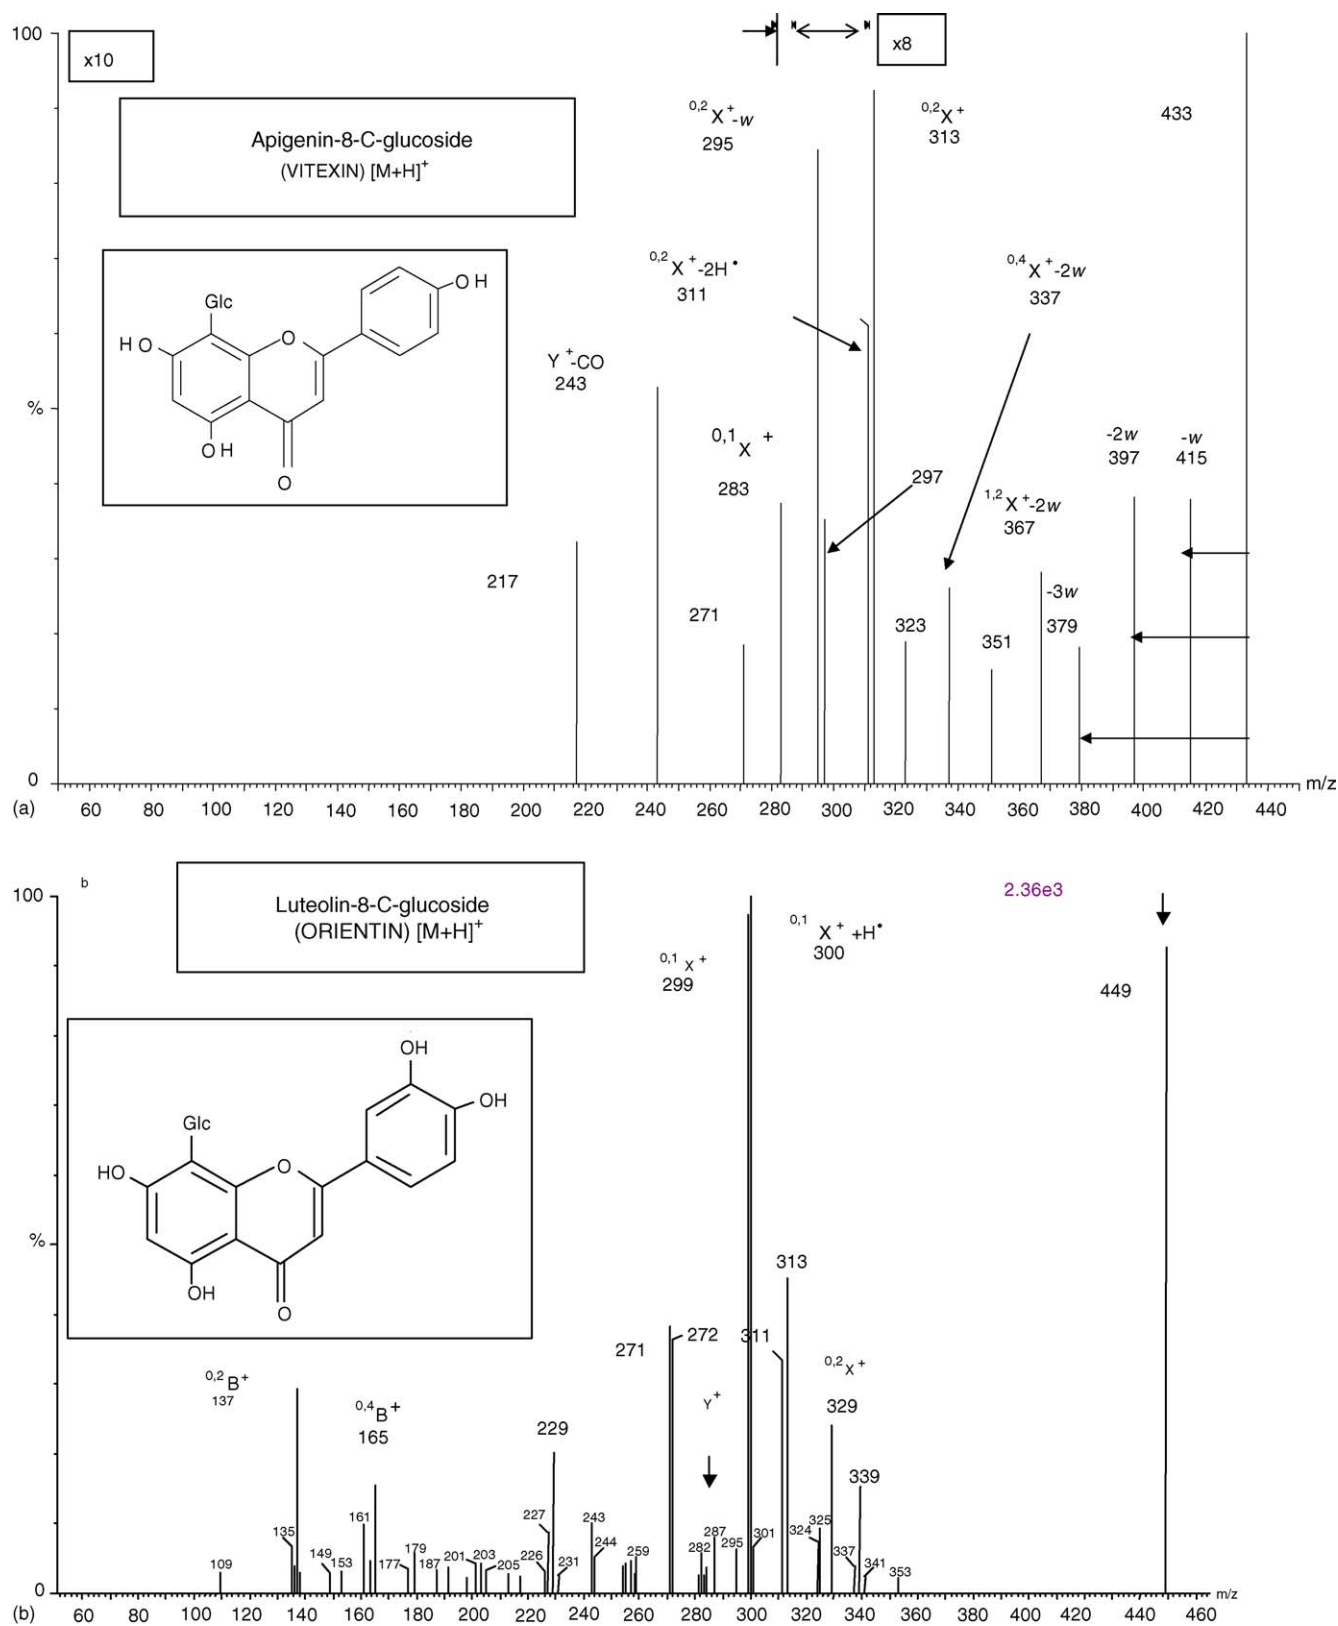 100
x10
x8
Apigenin-8-C-glucoside
(VITEXIN) [M+H]+
0,2X+-w
295
0,2X+
313
433
0,2X+-2H•
311
0,4X+-2w
337
Glc
OH
HO
O
OH
O
Y+-CO
243
%
0,1X+
283
297
-2w
397
-w
415
1,2X+-2w
367
217
271
323
351
-3w
379
0
m/z
(a)
60 80 100 120 140 160 180 200 220 240 260 280 300 320 340 360 380 400 420 440
b
100
Luteolin-8-C-glucoside
(ORIENTIN) [M+H]+
2.36e3
0,1X+
299
0,1X+ +H•
300
449
OH
OH
Glc
HO
O
OH
O
%
313
271
272
311
0,2X+
329
0,2B+
137
0,4B+
165
Y+
229
339
135
161
227
243
244
287
295
301
324
325
109
149
153
177
179
187
201
203
205
226
231
259
282
337
341
353
0
m/z
(b)
60 80 100 120 140 160 180 200 220 240 260 280 300 320 340 360 380 400 420 440 460